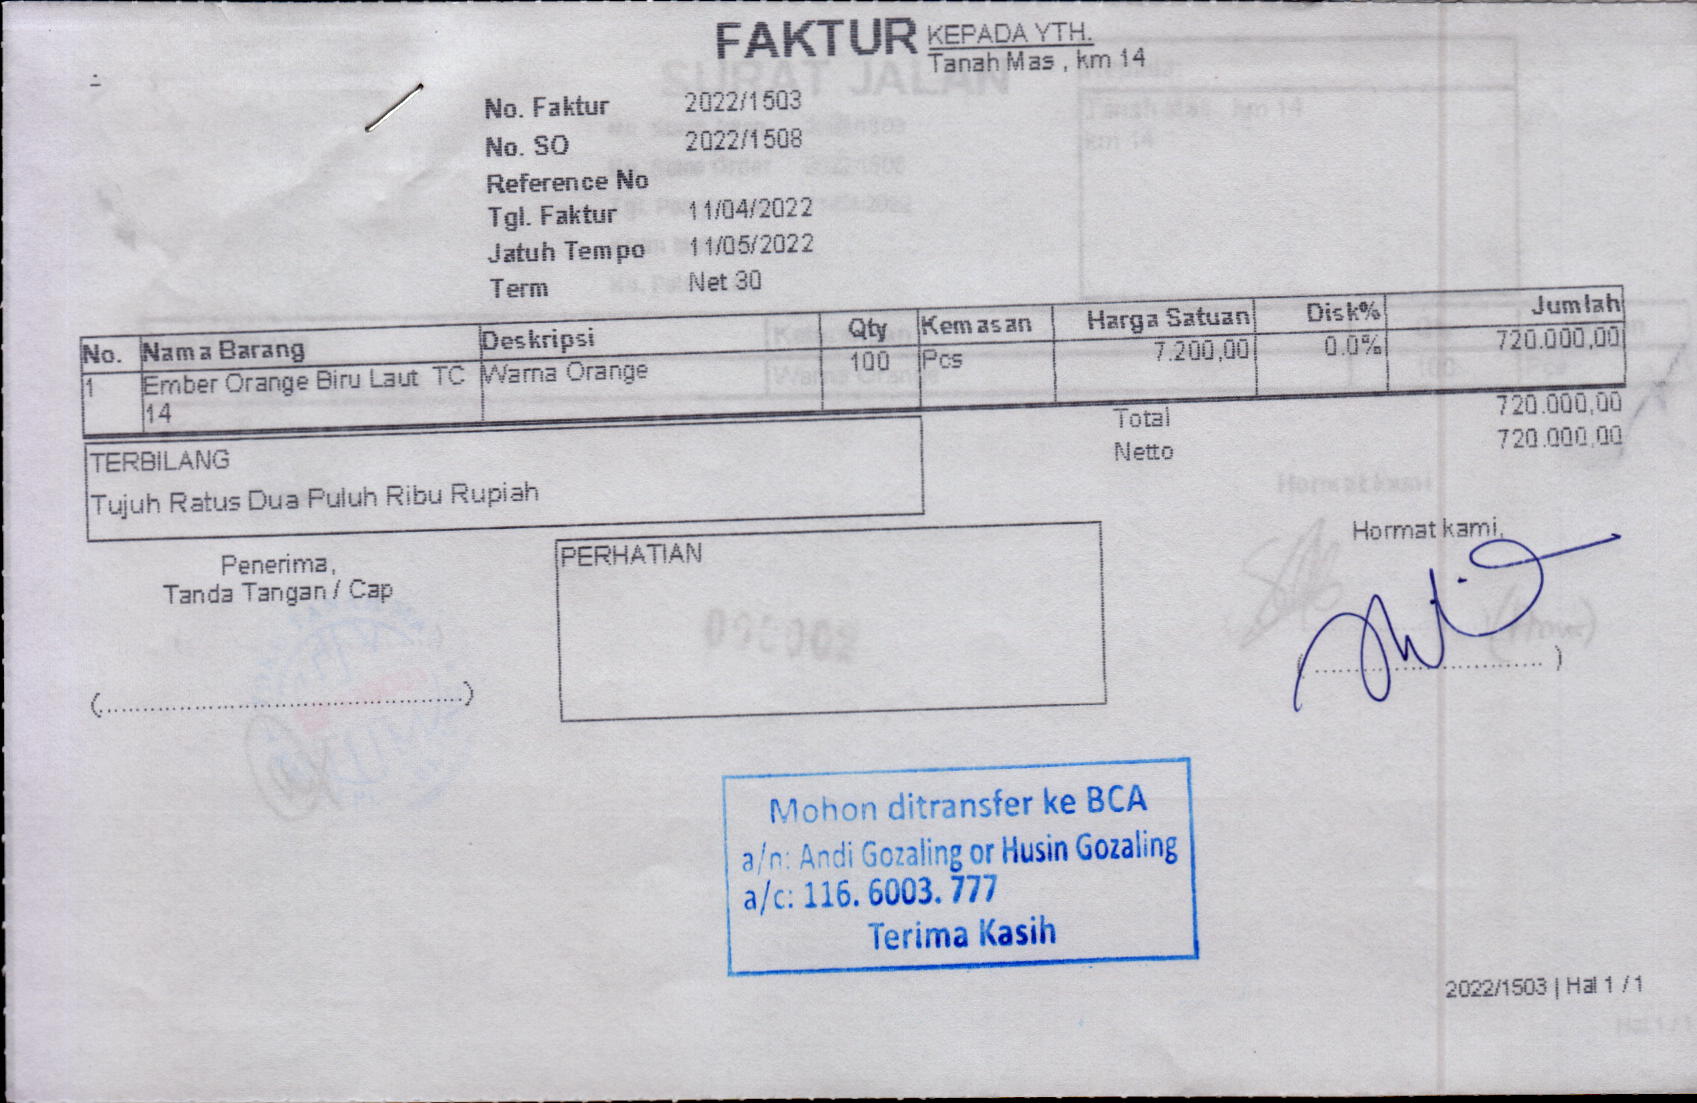 FAKTUR
KEPADA YTH.
Tanah Mas , km 14
No. Faktur 2022/1503
No. SO 2022/1508
Reference No
Tgl. Faktur 11/04/2022
Jatuh Tempo 11/05/2022
Term Net 30
No. Nama Barang Deskripsi Qty Kemasan Harga Satuan Disk% Jumlah
1 Ember Orange Biru Laut TC Warna Orange 100 Pcs 7.200,00 0.0% 720.000,00
14
Total 720.000,00
Netto 720.000,00
TERBILANG
Tujuh Ratus Dua Puluh Ribu Rupiah
Penerima,
Tanda Tangan / Cap
(..............................................)
PERHATIAN
Hormat kami,
( .................................. )
Mohon ditransfer ke BCA
a/n: Andi Gozaling or Husin Gozaling
a/c: 116. 6003. 777
Terima Kasih
2022/1503 | Hal 1 / 1